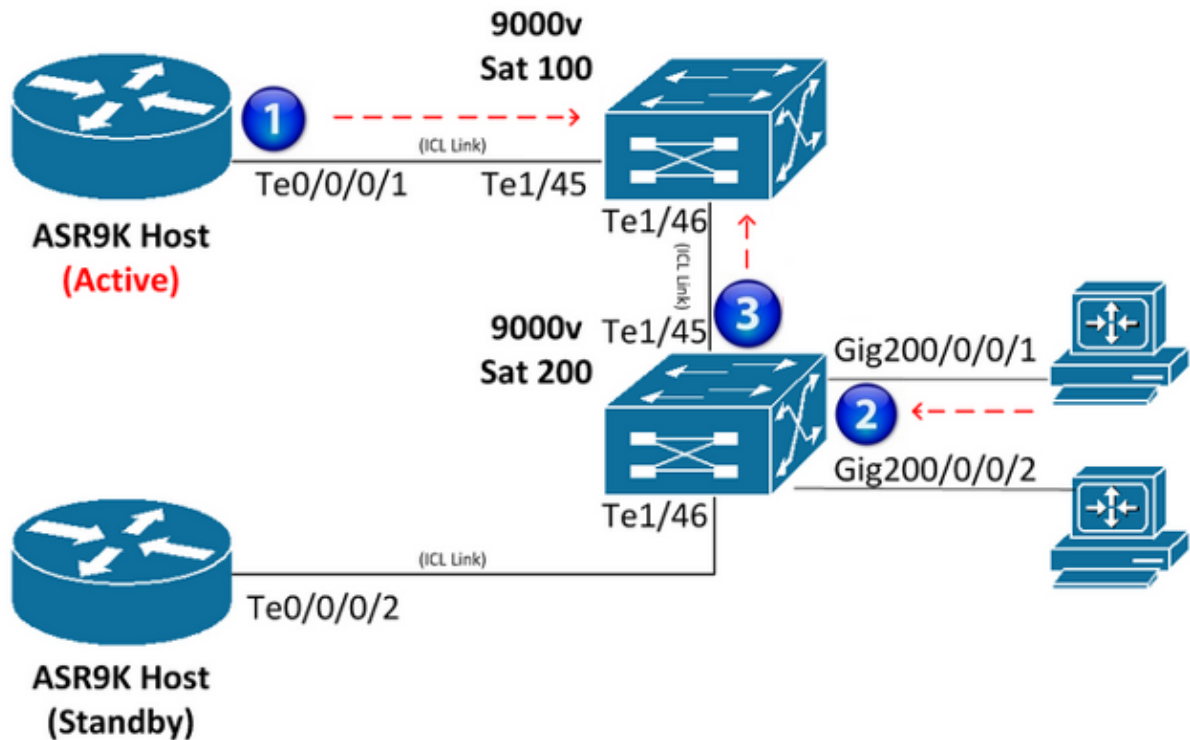 9000v
Sat 100
1
(ICL Link)
Te0/0/0/1
Te1/45
ASR9K Host
(Active)
Te1/46
(ICL Link)
3
9000v
Sat 200
Te1/45
Gig200/0/0/1
2
Gig200/0/0/2
Te1/46
(ICL Link)
Te0/0/0/2
ASR9K Host
(Standby)